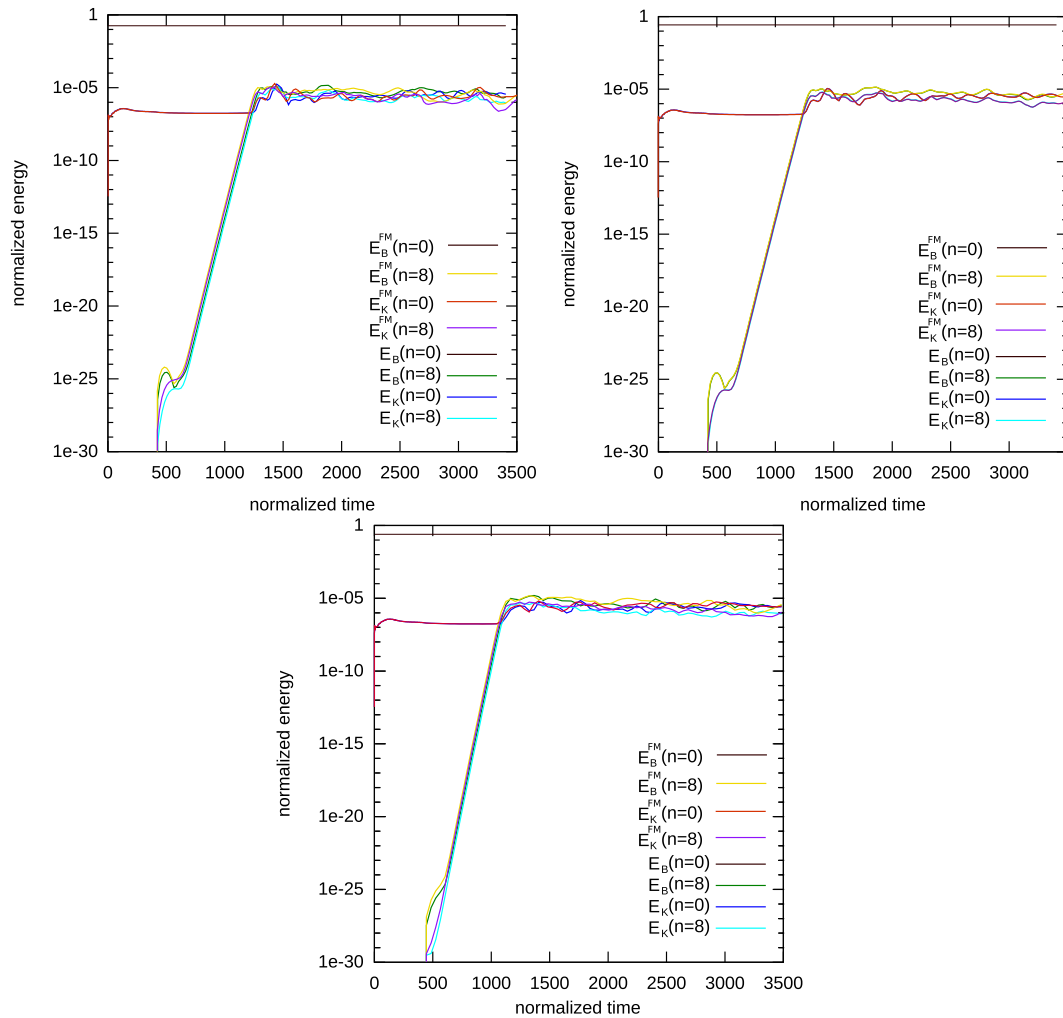 1
1e-05
1e-10
1e-15
1e-20
1e-25
1e-30
0 500 1000 1500 2000 2500 3000 3500
normalized energy
normalized time
E_B^FM(n=0)
E_B^FM(n=8)
E_K^FM(n=0)
E_K^FM(n=8)
E_B(n=0)
E_B(n=8)
E_K(n=0)
E_K(n=8)
1
1e-05
1e-10
1e-15
1e-20
1e-25
1e-30
0 500 1000 1500 2000 2500 3000
normalized energy
normalized time
E_B^FM(n=0)
E_B^FM(n=8)
E_K^FM(n=0)
E_K^FM(n=8)
E_B(n=0)
E_B(n=8)
E_K(n=0)
E_K(n=8)
1
1e-05
1e-10
1e-15
1e-20
1e-25
1e-30
0 500 1000 1500 2000 2500 3000 3500
normalized energy
normalized time
E_B^FM(n=0)
E_B^FM(n=8)
E_K^FM(n=0)
E_K^FM(n=8)
E_B(n=0)
E_B(n=8)
E_K(n=0)
E_K(n=8)